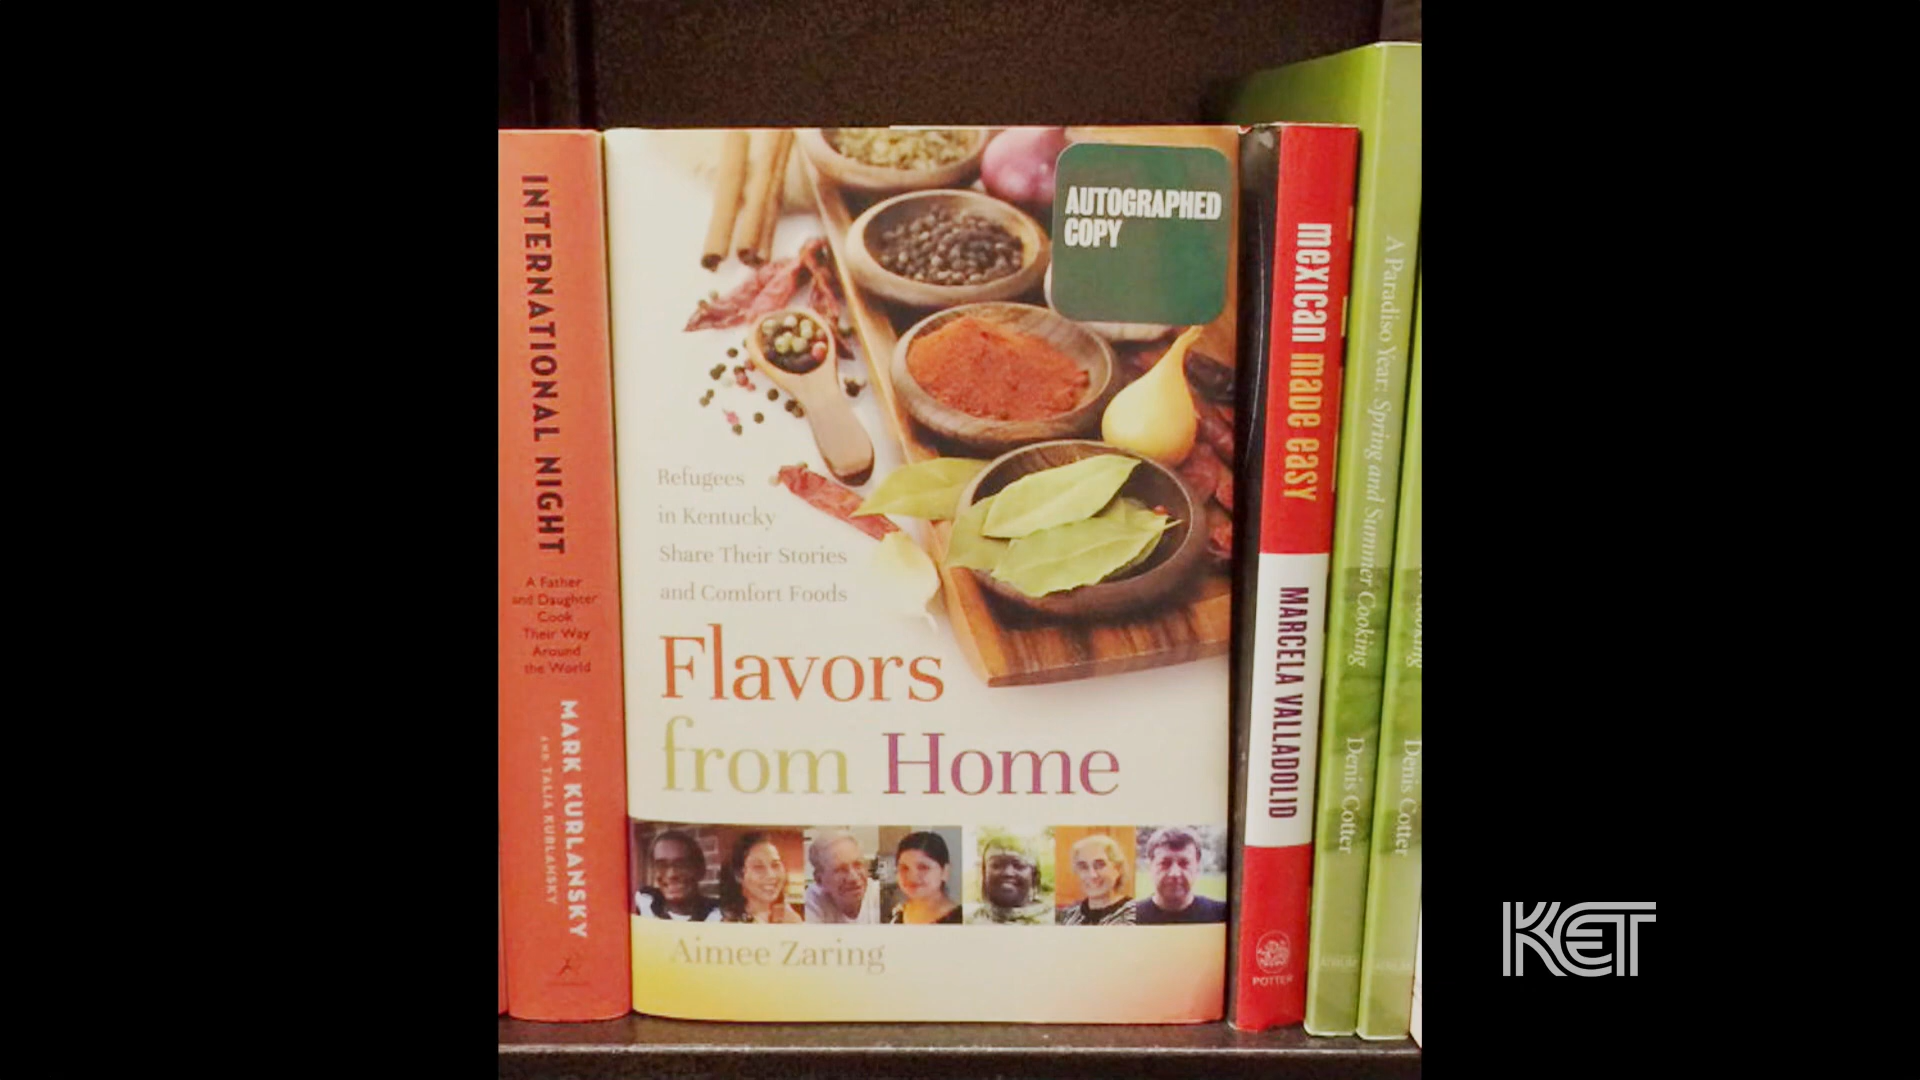 INTERNATIONAL NIGHT
A Father
and Daughter
Cook
Their Way
Around
the World
MARK KURLANSKY
AND TALIA KURLANSKY
AUTOGRAPHED
COPY
Refugees
in Kentucky
Share Their Stories
and Comfort Foods
Flavors
from Home
Aimee Zaring
mexican made easy
MARCELA VALLADOLID
POTTER
A Paradiso Year: Spring and Summer Cooking
Denis Cotter
Cooking
Denis Cotter
KET